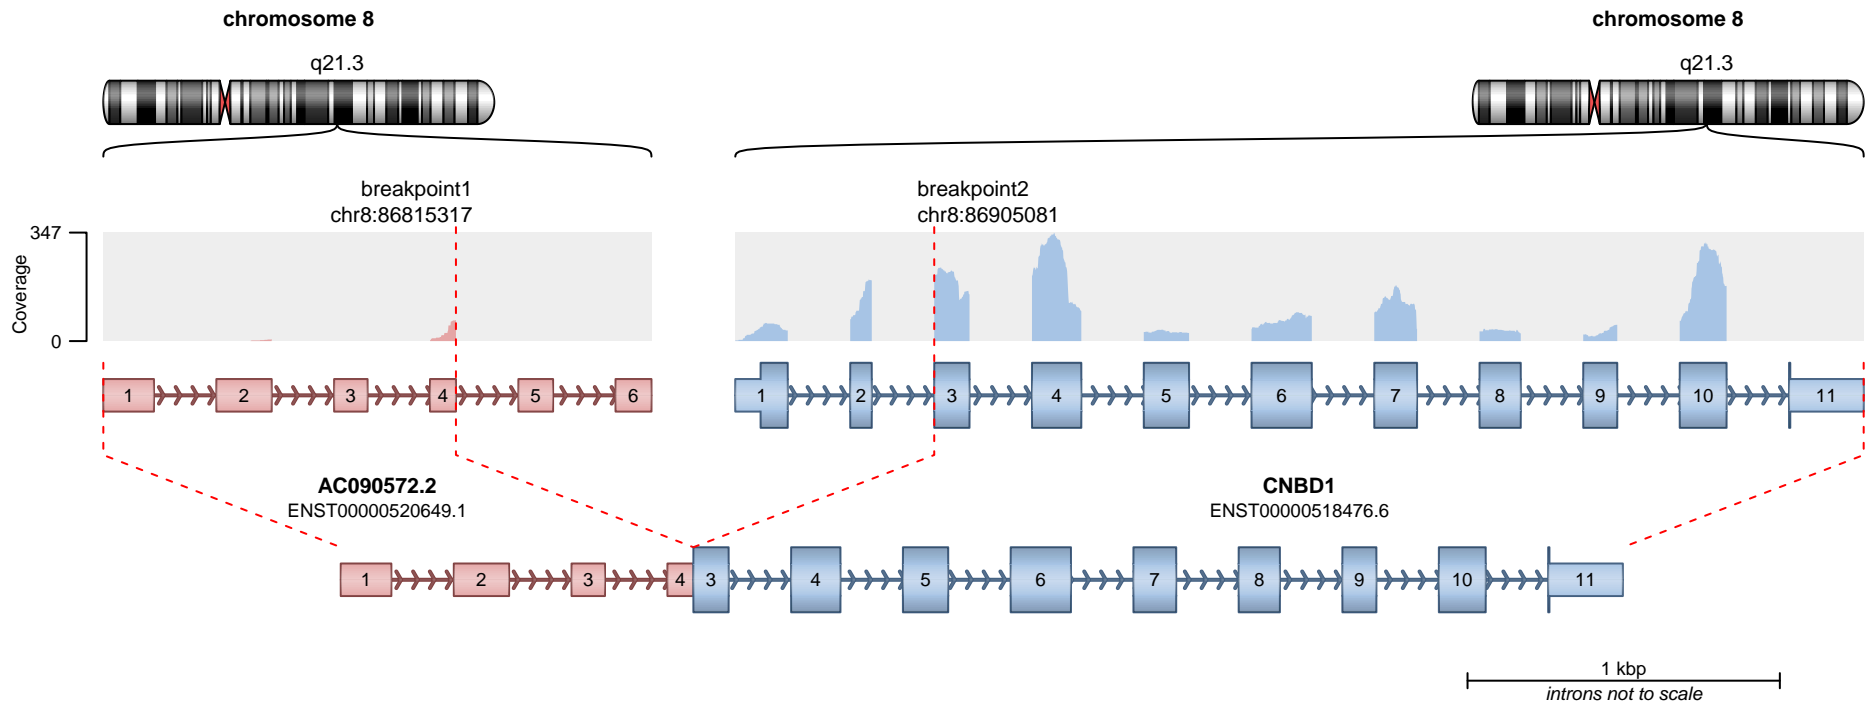 chromosome 8
chromosome 8
q21.3
q21.3
breakpoint1
chr8:86815317
breakpoint2
chr8:86905081
347
Coverage
0
1 2 3 4 5 6
1 2 3 4 5 6 7 8 9 10 11
AC090572.2
ENST00000520649.1
CNBD1
ENST00000518476.6
1 2 3 4 3 4 5 6 7 8 9 10 11
1 kbp
introns not to scale